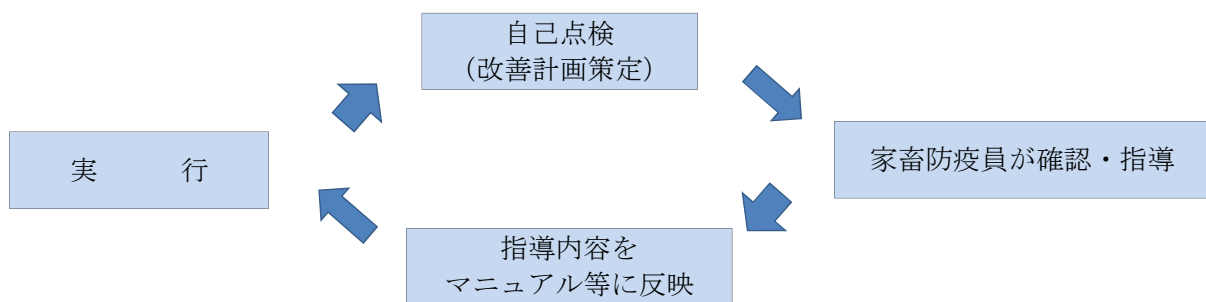 自己点検
（改善計画策定）
家畜防疫員が確認・指導
指導内容を
マニュアル等に反映
実　　行